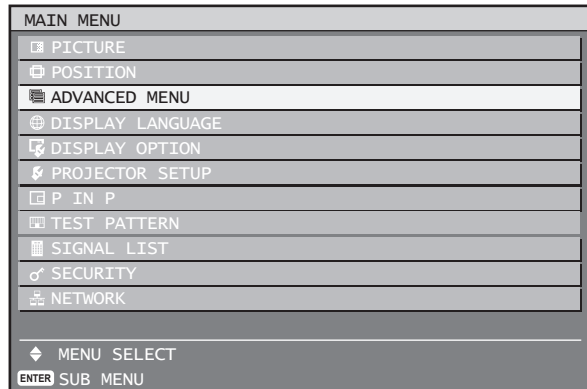 MAIN MENU
PICTURE
POSITION
ADVANCED MENU
DISPLAY LANGUAGE
DISPLAY OPTION
PROJECTOR SETUP
P IN P
TEST PATTERN
SIGNAL LIST
SECURITY
NETWORK
MENU SELECT
ENTER SUB MENU